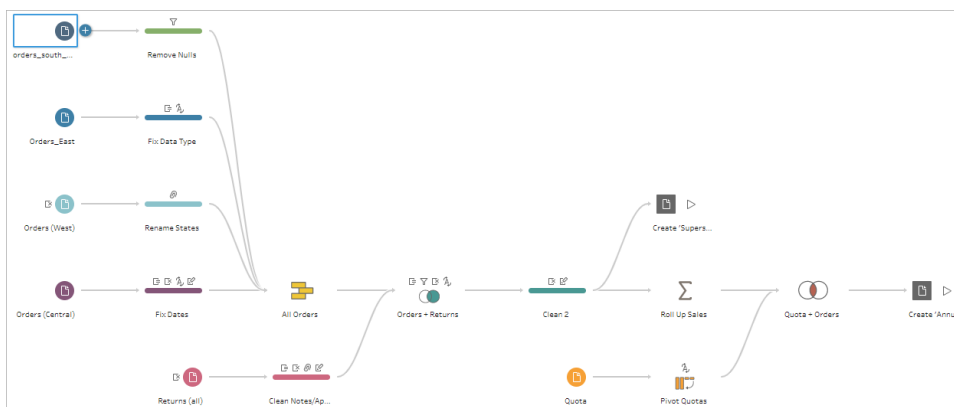 orders_south_...
Remove Nulls
Orders_East
Fix Data Type
Orders (West)
Rename States
Create 'Supers...
Orders (Central)
Fix Dates
All Orders
Orders + Returns
Clean 2
Roll Up Sales
Quota + Orders
Create 'Annu
Returns (all)
Clean Notes/Ap...
Quota
Pivot Quotas